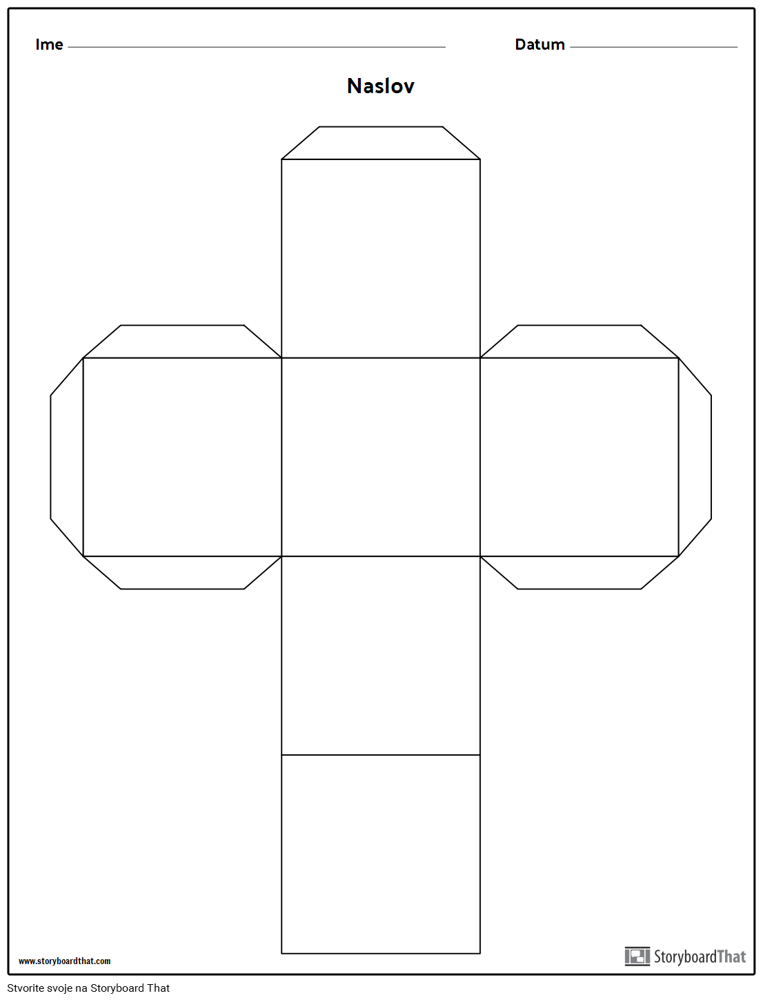 Ime Datum
Naslov
www.storyboardthat.com
StoryboardThat
Stvorite svoje na Storyboard That